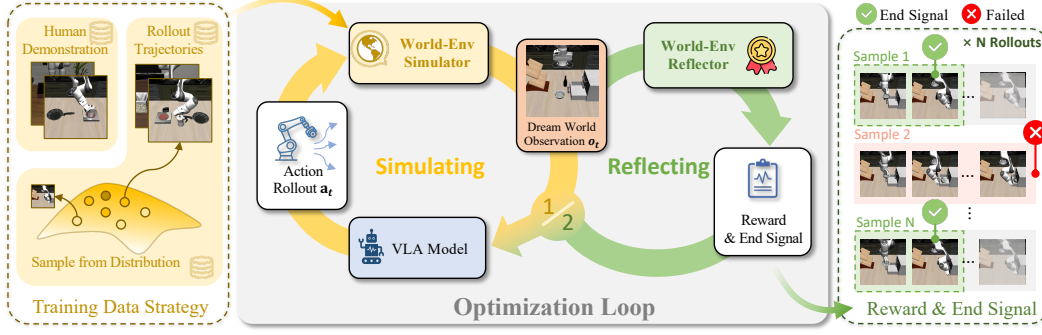 Human
Demonstration
Rollout
Trajectories
Sample from Distribution
Training Data Strategy
World-Env
Simulator
World-Env
Reflector
Dream World
Observation o_t
Action
Rollout a_t
Simulating
Reflecting
1
2
VLA Model
Reward
& End Signal
Optimization Loop
End Signal
Failed
× N Rollouts
Sample 1
...
Sample 2
...
⋮
Sample N
...
Reward & End Signal